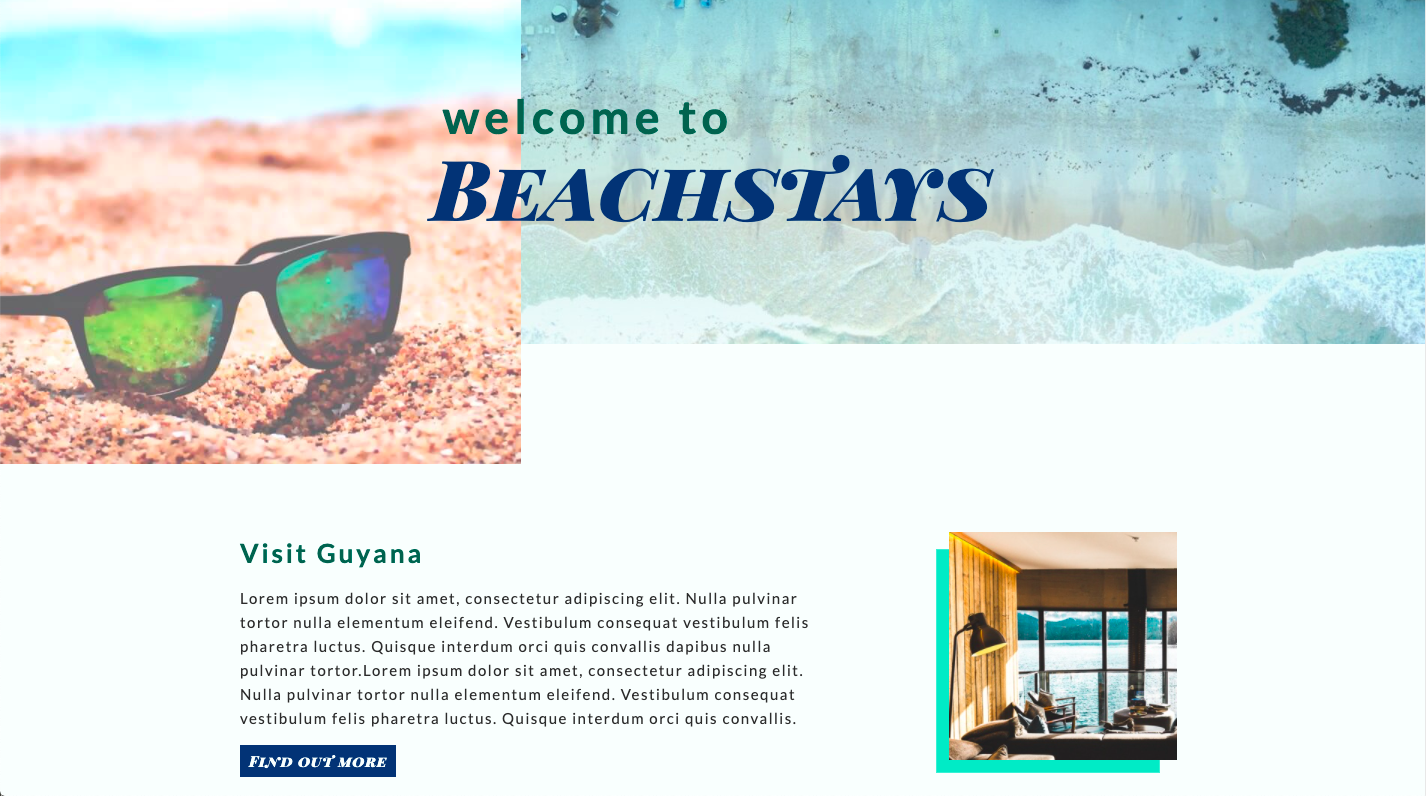 welcome to
BEACHSTAYS
Visit Guyana
Lorem ipsum dolor sit amet, consectetur adipiscing elit. Nulla pulvinar
tortor nulla elementum eleifend. Vestibulum consequat vestibulum felis
pharetra luctus. Quisque interdum orci quis convallis dapibus nulla
pulvinar tortor.Lorem ipsum dolor sit amet, consectetur adipiscing elit.
Nulla pulvinar tortor nulla elementum eleifend. Vestibulum consequat
vestibulum felis pharetra luctus. Quisque interdum orci quis convallis.
FIND OUT MORE